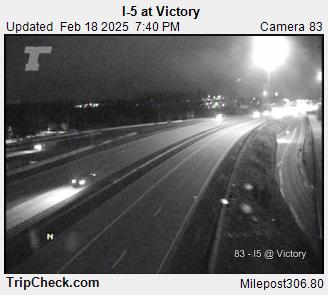 I-5 at Victory
Updated Feb 18 2025 7:40 PM Camera 83
N
83 - I5 @ Victory
TripCheck.com Milepost306.80